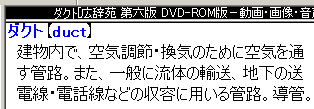 ダクト［広辞苑 第六版 DVD-ROM版－動画・画像・音
ダクト【duct】
建物内で、空気調節・換気のために空気を通
す管路。また、一般に流体の輸送、地下の送
電線・電話線などの収容に用いる管路。導管。